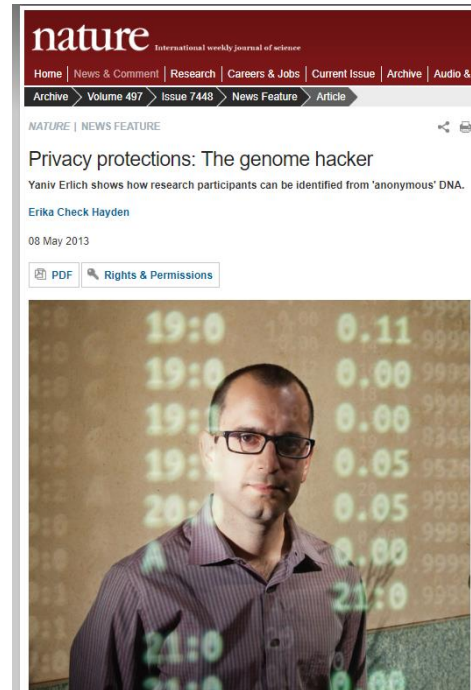 nature International weekly journal of science
Home | News & Comment | Research | Careers & Jobs | Current Issue | Archive | Audio &
Archive Volume 497 Issue 7448 News Feature Article
NATURE | NEWS FEATURE
Privacy protections: The genome hacker
Yaniv Erlich shows how research participants can be identified from 'anonymous' DNA.
Erika Check Hayden
08 May 2013
PDF Rights & Permissions
19:0 0.11
19:0 0.00
19:0 0.00
19: 0.05
20: 0.05
A 0.00
21:0
21:0